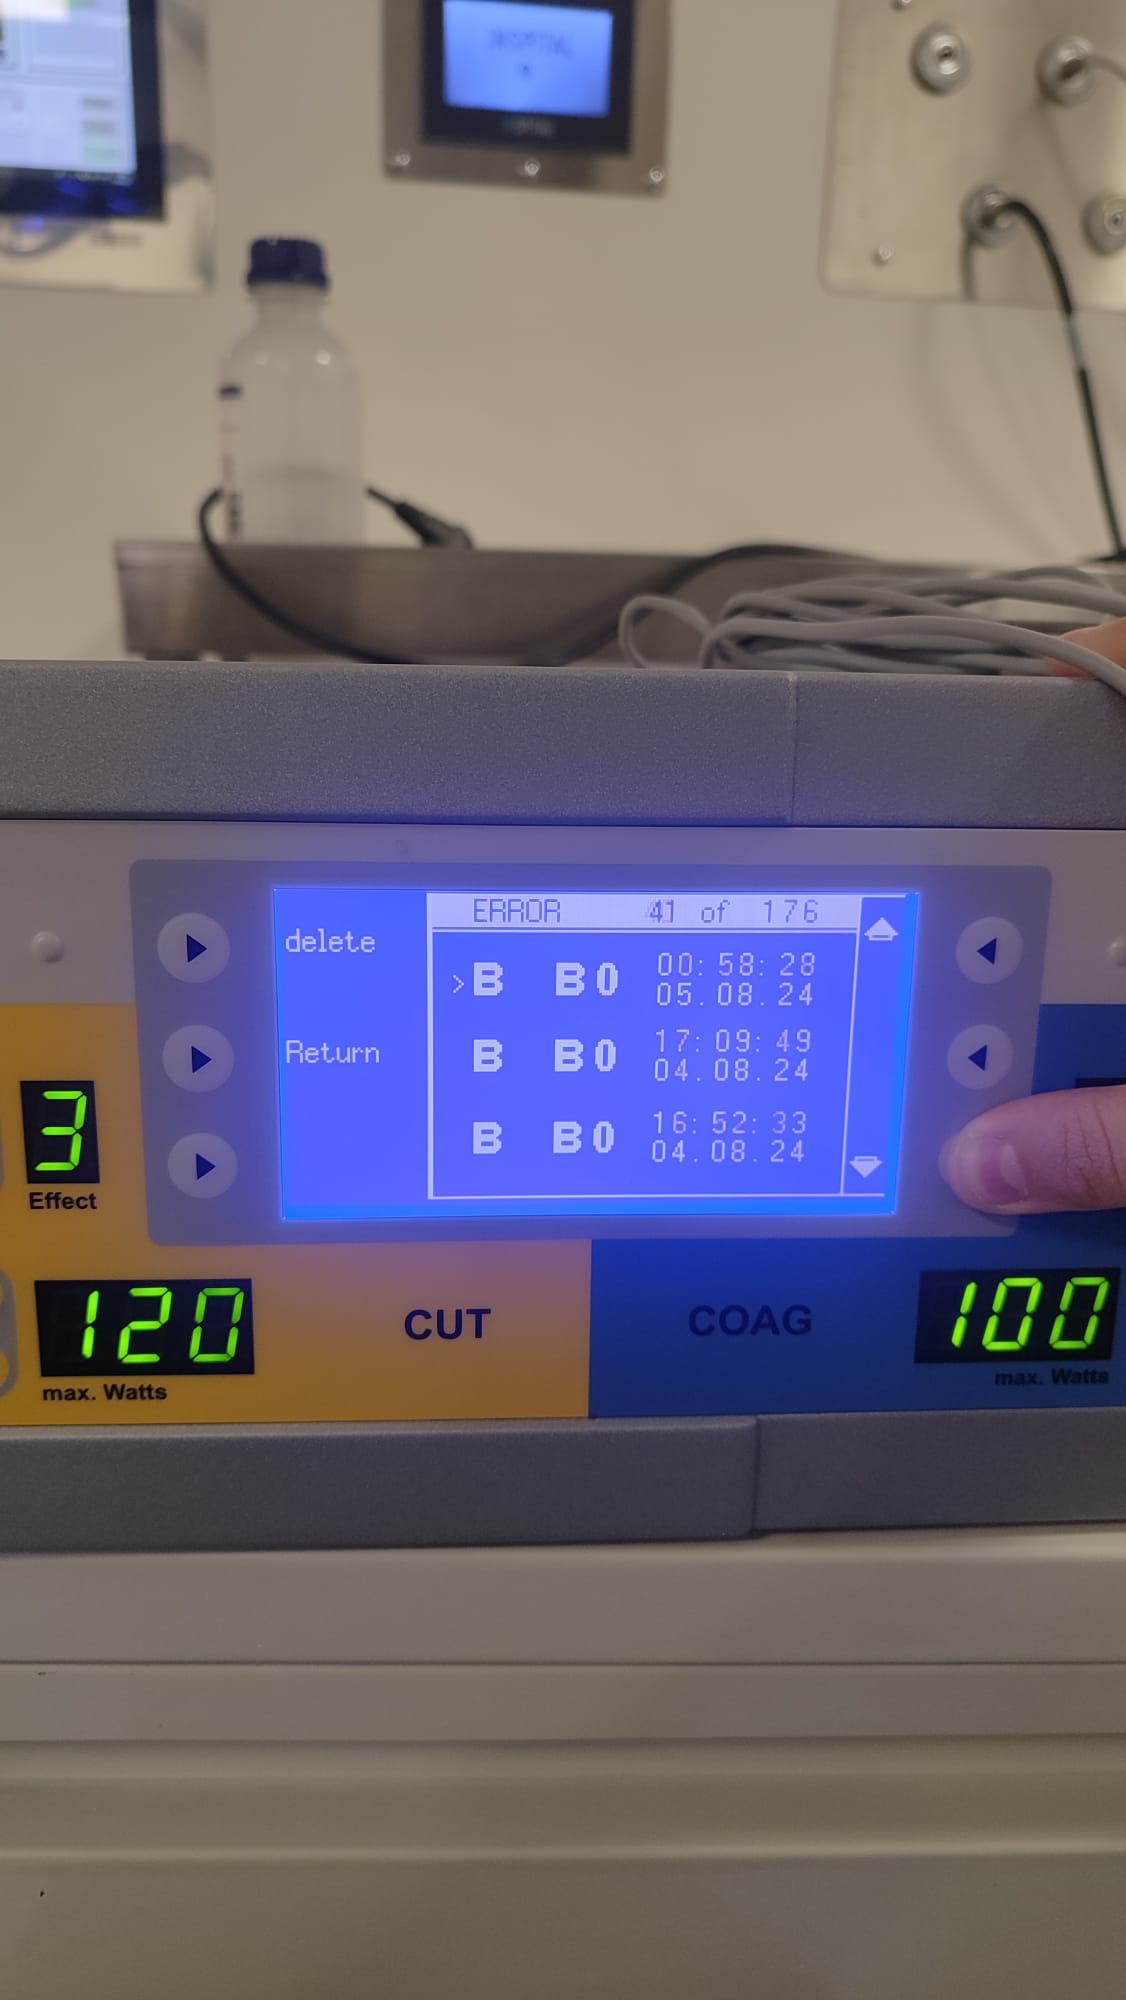 delete
Return
ERROR 41 of 176
>B B0 00:58:28
05.08.24
B B0 17:09:49
04.08.24
B B0 16:52:33
04.08.24
3
Effect
120
max. Watts
CUT
COAG
100
max. Watts